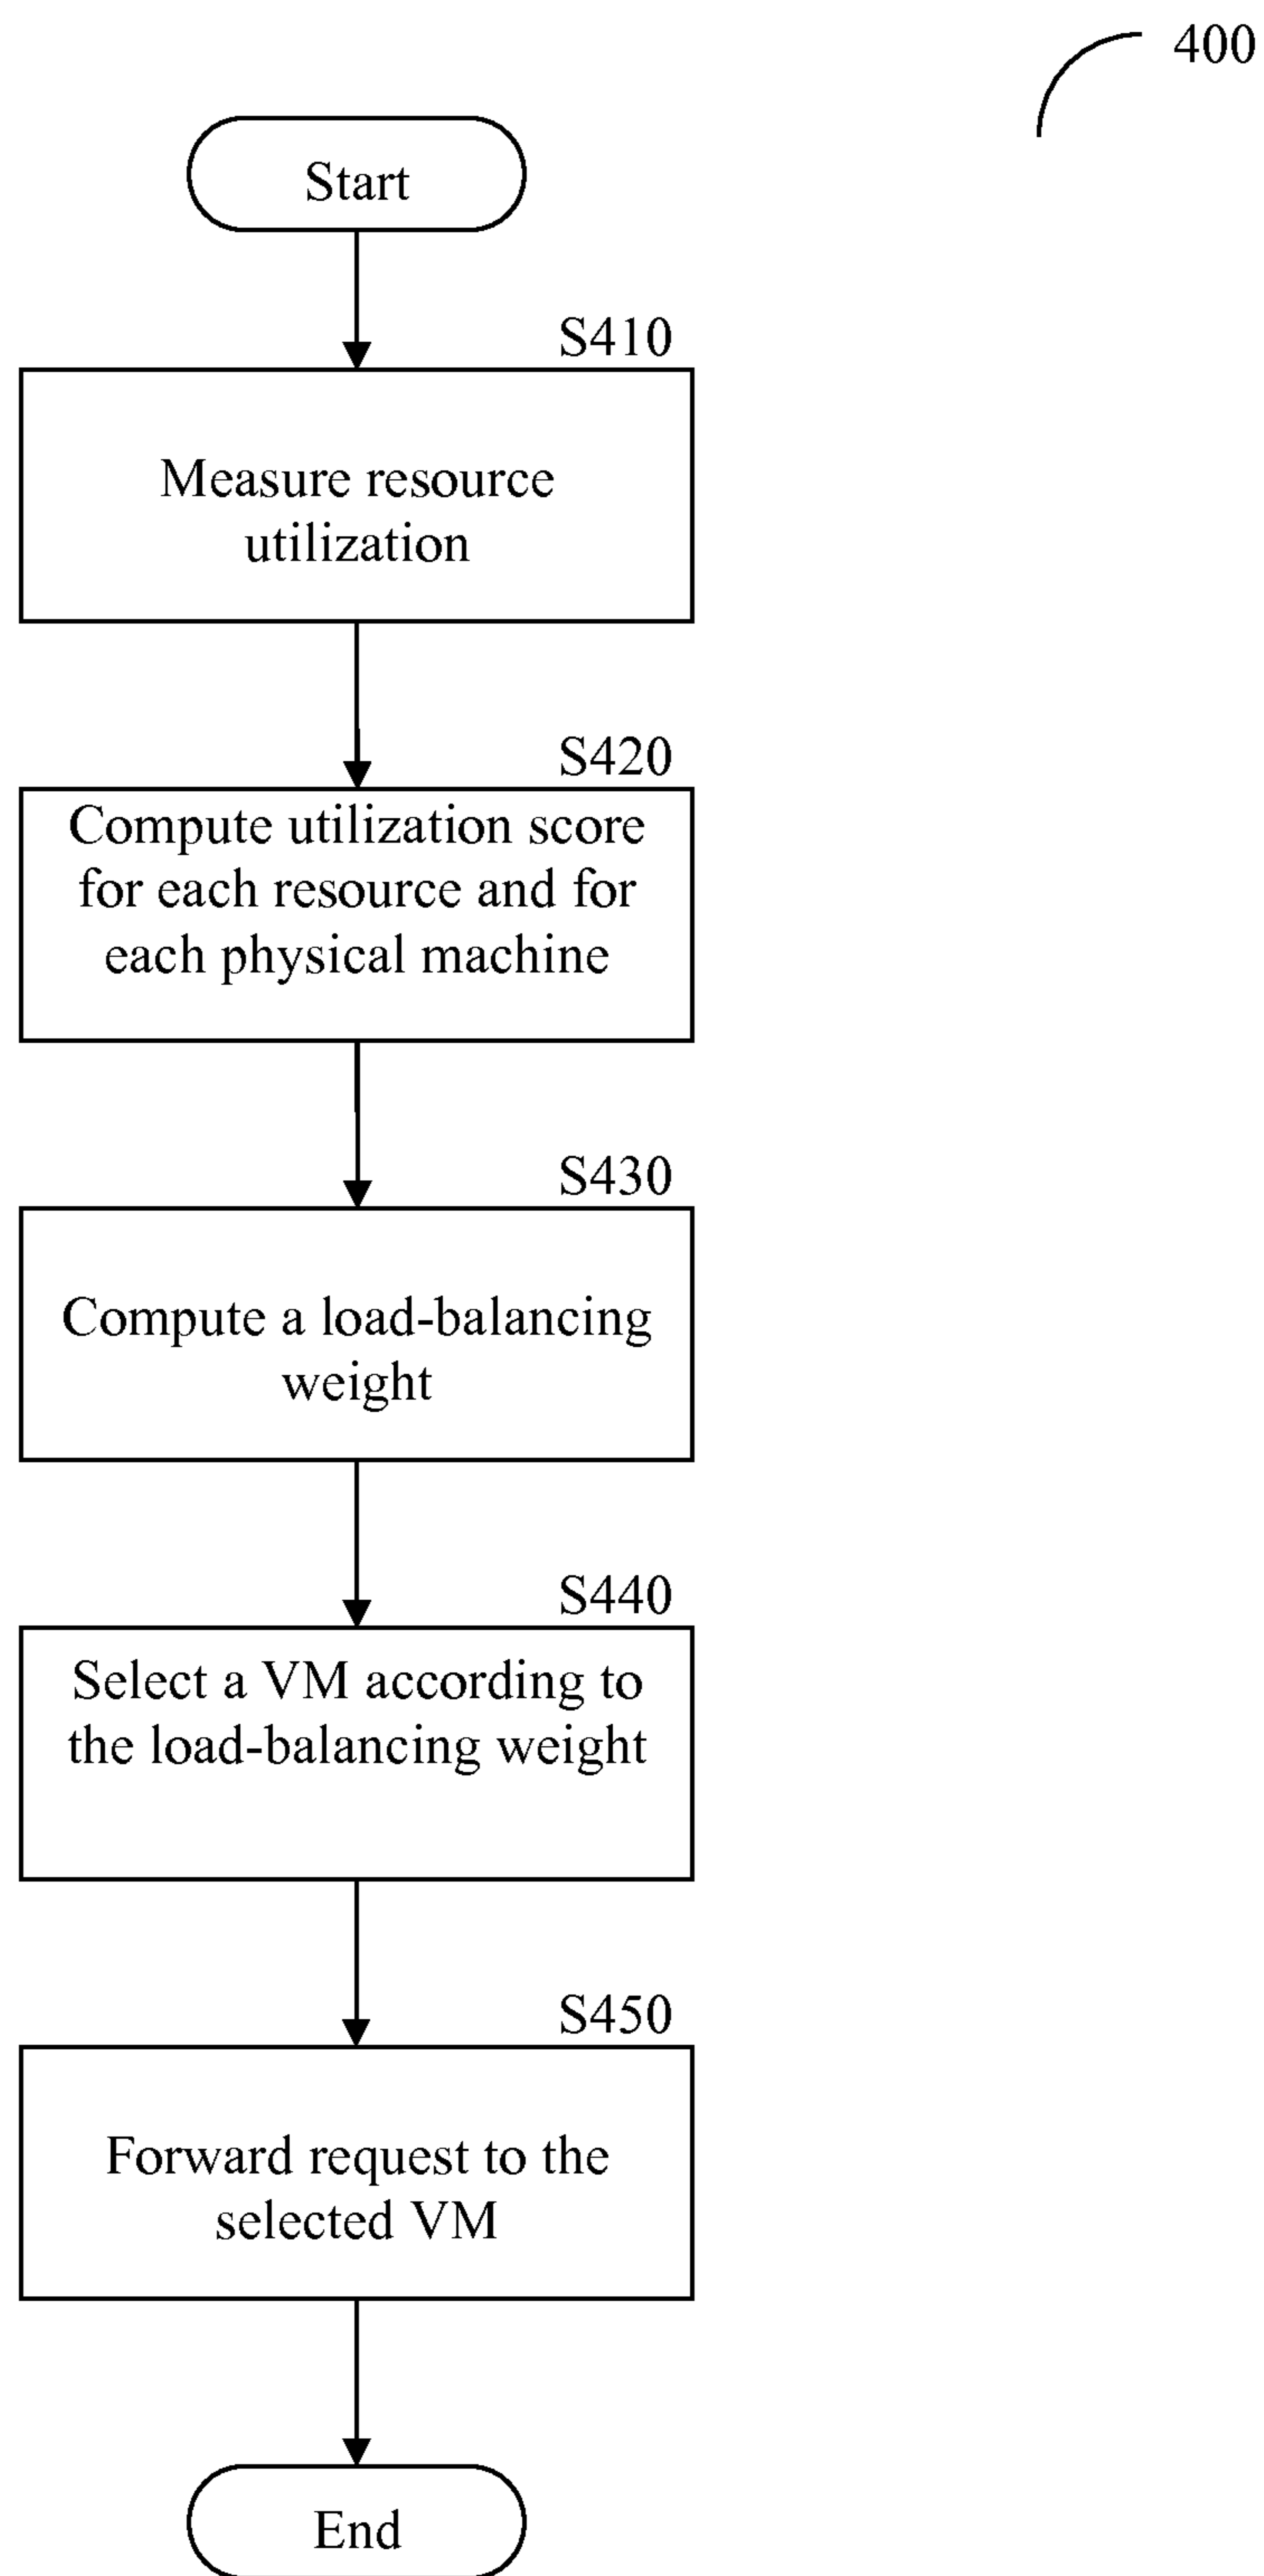 400
Start
S410
Measure resource
utilization
S420
Compute utilization score
for each resource and for
each physical machine
S430
Compute a load-balancing
weight
S440
Select a VM according to
the load-balancing weight
S450
Forward request to the
selected VM
End